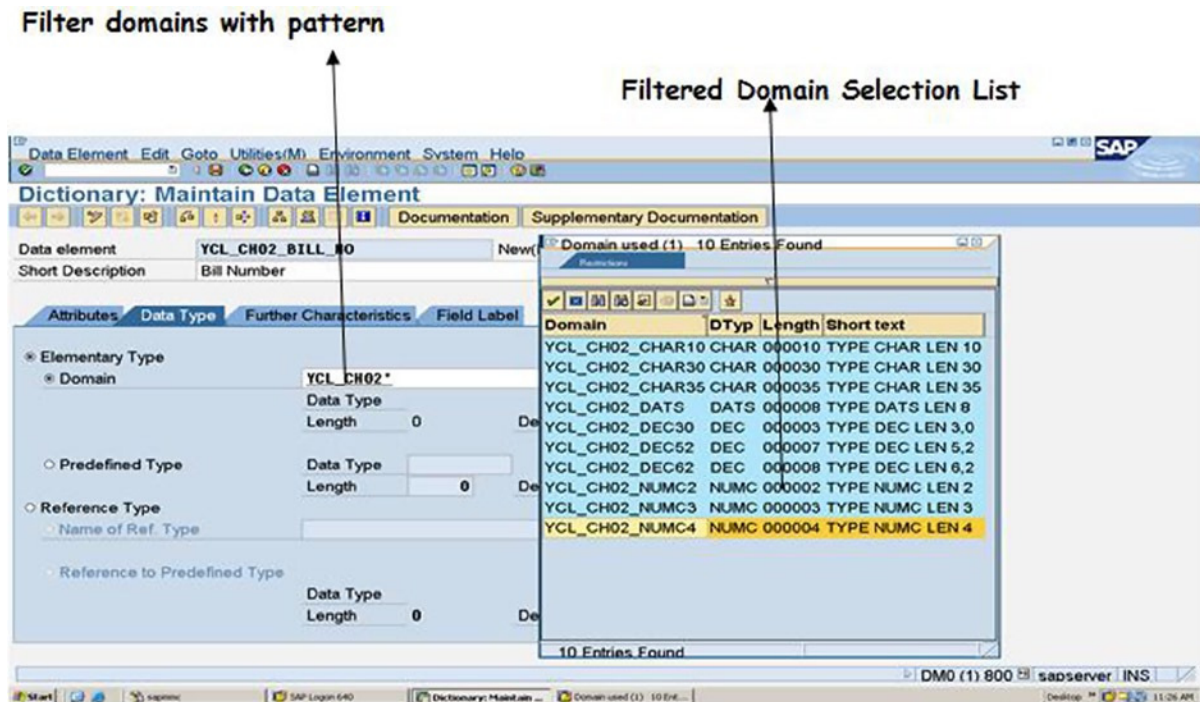 Filter domains with pattern
Filtered Domain Selection List
Data Element Edit Goto Utilities(M) Environment System Help
SAP
Dictionary: Maintain Data Element
Documentation Supplementary Documentation
Data element YCL_CH02_BILL_NO New(
Short Description Bill Number
Attributes Data Type Further Characteristics Field Label
Elementary Type
Domain YCL_CH02*
Data Type
Length 0 De
Predefined Type Data Type
Length 0 De
Reference Type
Name of Ref. Type
Reference to Predefined Type
Data Type
Length 0 De
Domain used (1) 10 Entries Found
Restrictions
Domain DTyp Length Short text
YCL_CH02_CHAR10 CHAR 000010 TYPE CHAR LEN 10
YCL_CH02_CHAR30 CHAR 000030 TYPE CHAR LEN 30
YCL_CH02_CHAR35 CHAR 000035 TYPE CHAR LEN 35
YCL_CH02_DATS DATS 000008 TYPE DATS LEN 8
YCL_CH02_DEC30 DEC 000003 TYPE DEC LEN 3,0
YCL_CH02_DEC52 DEC 000007 TYPE DEC LEN 5,2
YCL_CH02_DEC62 DEC 000008 TYPE DEC LEN 6,2
YCL_CH02_NUMC2 NUMC 000002 TYPE NUMC LEN 2
YCL_CH02_NUMC3 NUMC 000003 TYPE NUMC LEN 3
YCL_CH02_NUMC4 NUMC 000004 TYPE NUMC LEN 4
10 Entries Found
DM0 (1) 800 sapserver INS
Start sapmmc SAP Logon 640 Dictionary: Maintain ... Domain used (1) 10 Ent... Desktop 11:26 AM